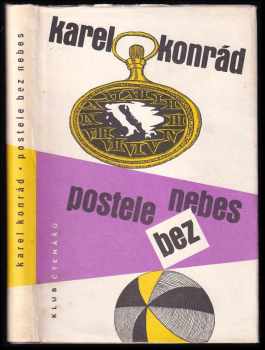 karel
konrád
postele
nebes
bez
karel konrád • postele bez nebes
KLUB ČTENÁŘŮ